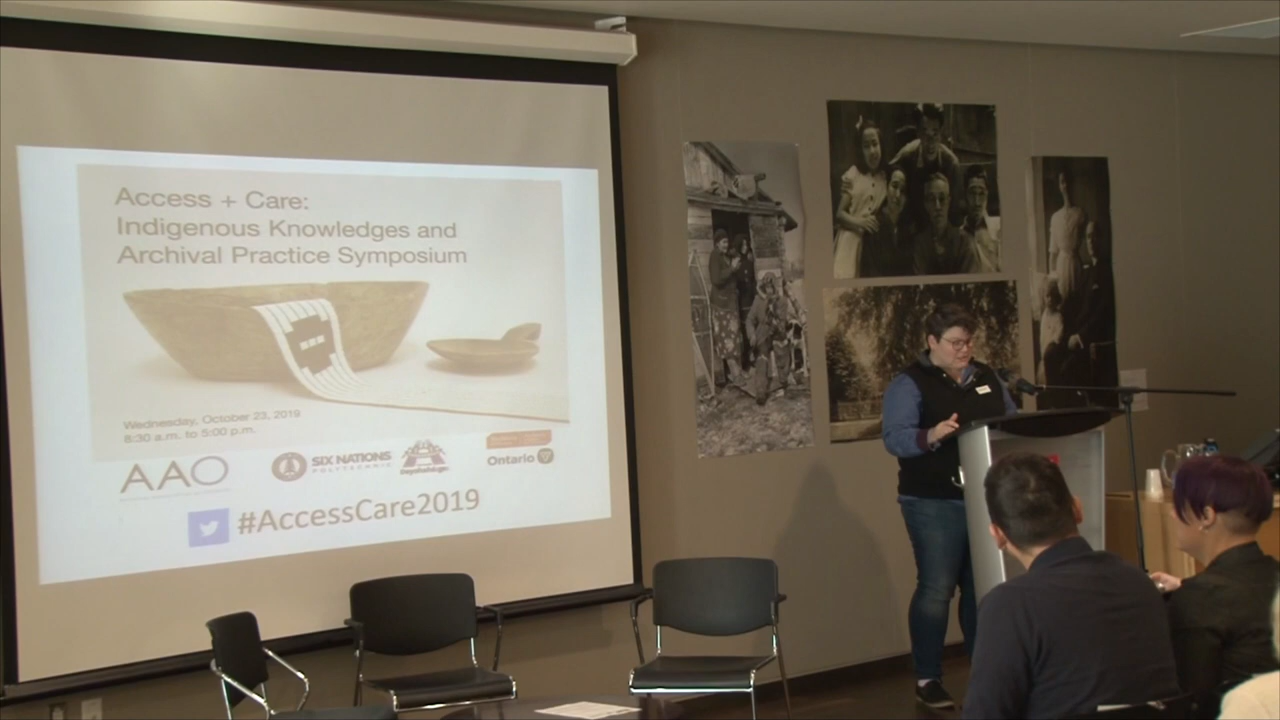 Access + Care:
Indigenous Knowledges and
Archival Practice Symposium
Wednesday, October 23, 2019
8:30 a.m. to 5:00 p.m.
AAO
SIX NATIONS
POLYTECHNIC
Ontario
#AccessCare2019